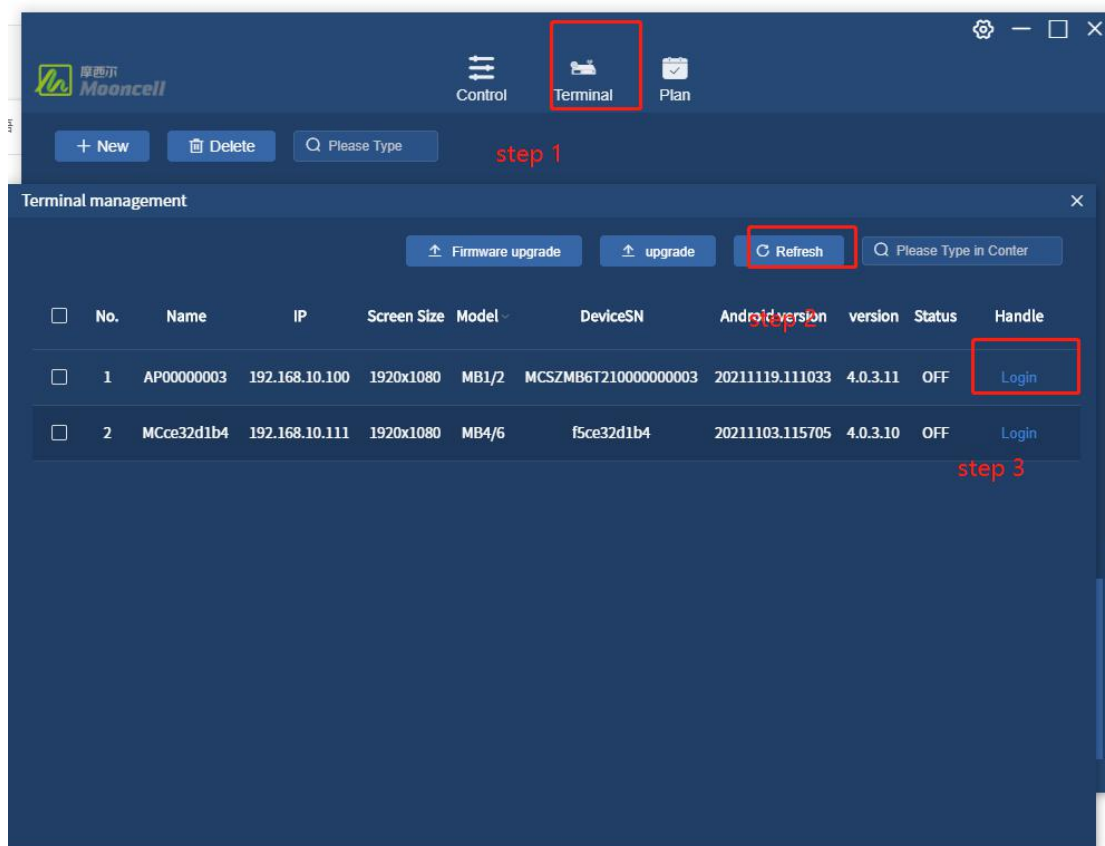 摩西尔
Mooncell
Control
Terminal
Plan
+ New
Delete
Please Type
step 1
Terminal management
Firmware upgrade
upgrade
Refresh
Please Type in Conter
step 2
No. Name IP Screen Size Model DeviceSN Android version version Status Handle
1 AP00000003 192.168.10.100 1920x1080 MB1/2 MCSZMB6T210000000003 20211119.111033 4.0.3.11 OFF Login
2 MCce32d1b4 192.168.10.111 1920x1080 MB4/6 f5ce32d1b4 20211103.115705 4.0.3.10 OFF Login
step 3